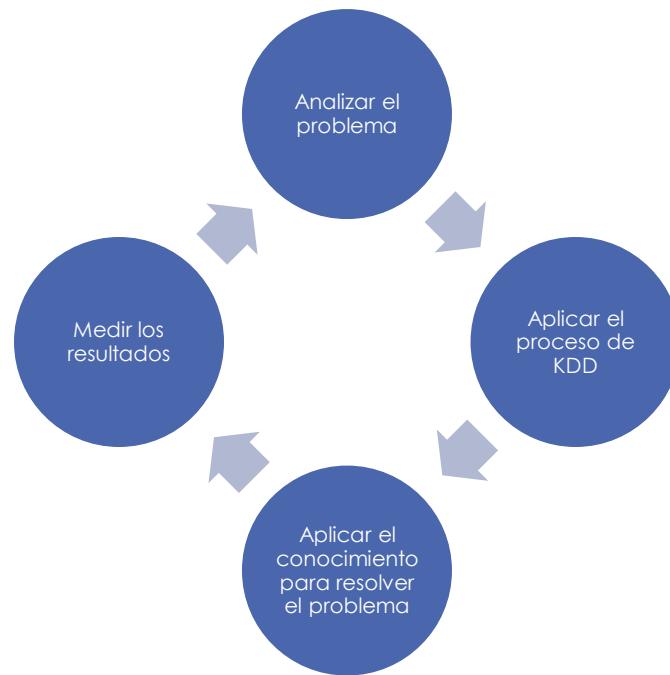 Analizar el
problema
Aplicar el
proceso de
KDD
Aplicar el
conocimiento
para resolver
el problema
Medir los
resultados